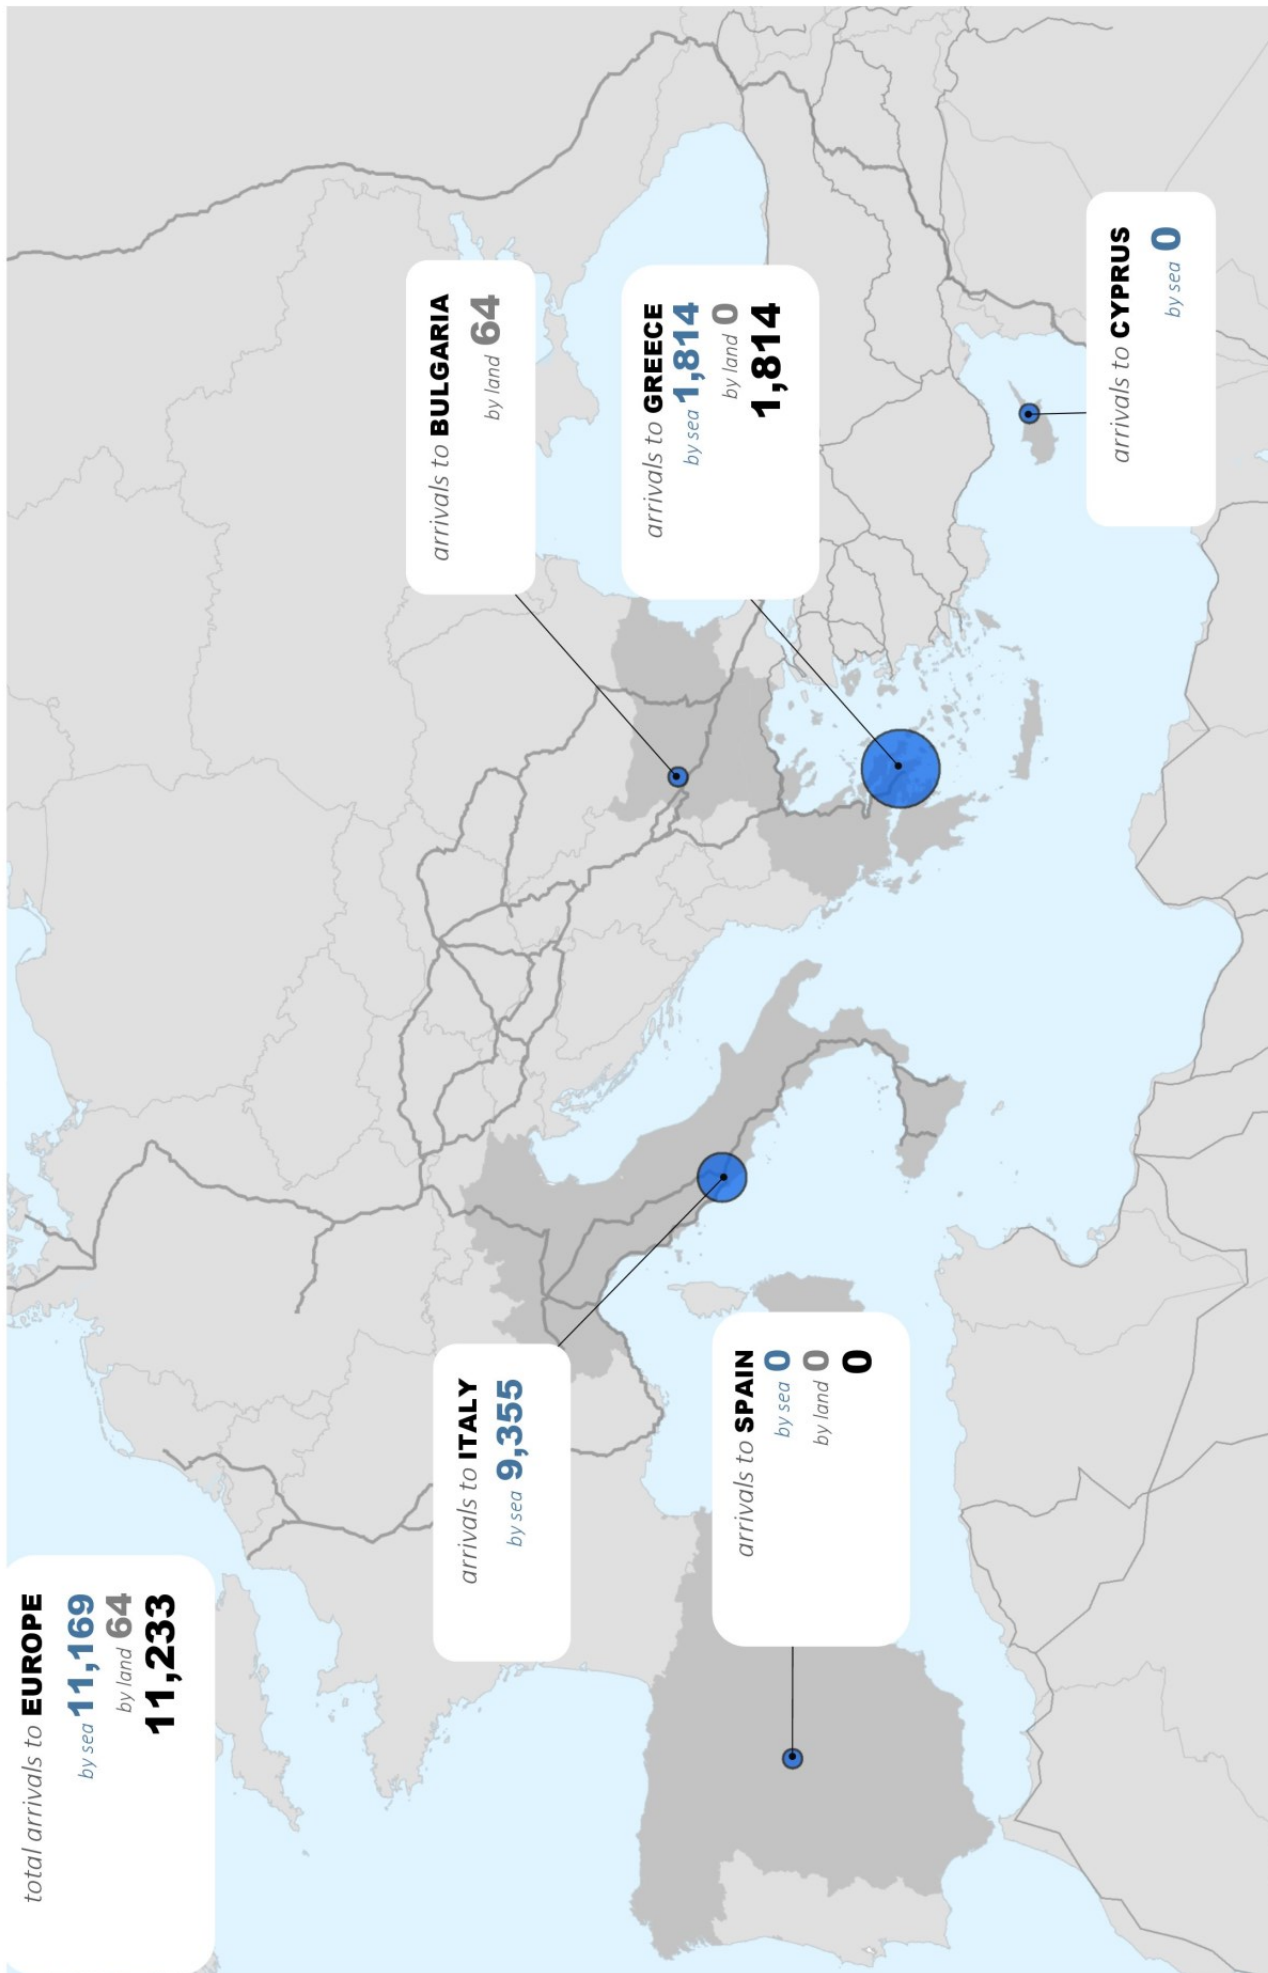 total arrivals to EUROPE
by sea 11,169
by land 64
11,233
arrivals to BULGARIA
by land 64
arrivals to ITALY
by sea 9,355
arrivals to GREECE
by sea 1,814
by land 0
1,814
arrivals to SPAIN
by sea 0
by land 0
0
arrivals to CYPRUS
by sea 0